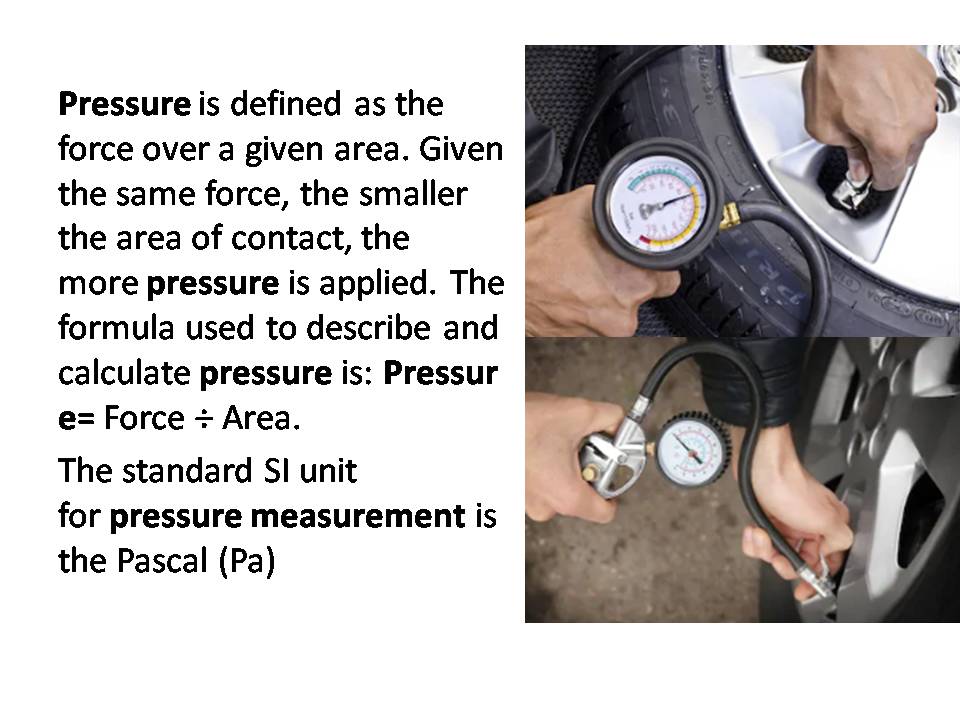 Pressure is defined as the
force over a given area. Given
the same force, the smaller
the area of contact, the
more pressure is applied. The
formula used to describe and
calculate pressure is: Pressur
e= Force ÷ Area.
The standard SI unit
for pressure measurement is
the Pascal (Pa)